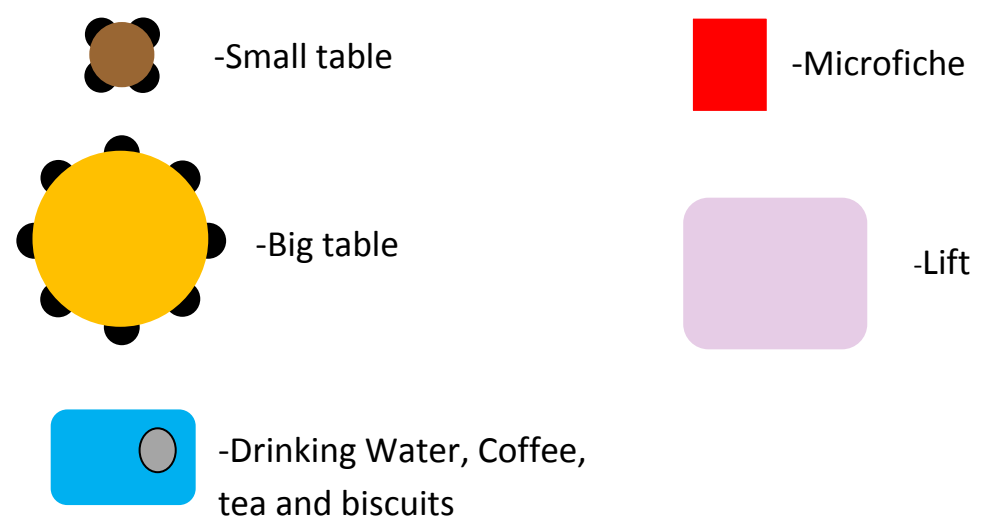 -Small table
-Microfiche
-Big table
-Lift
-Drinking Water, Coffee,
tea and biscuits